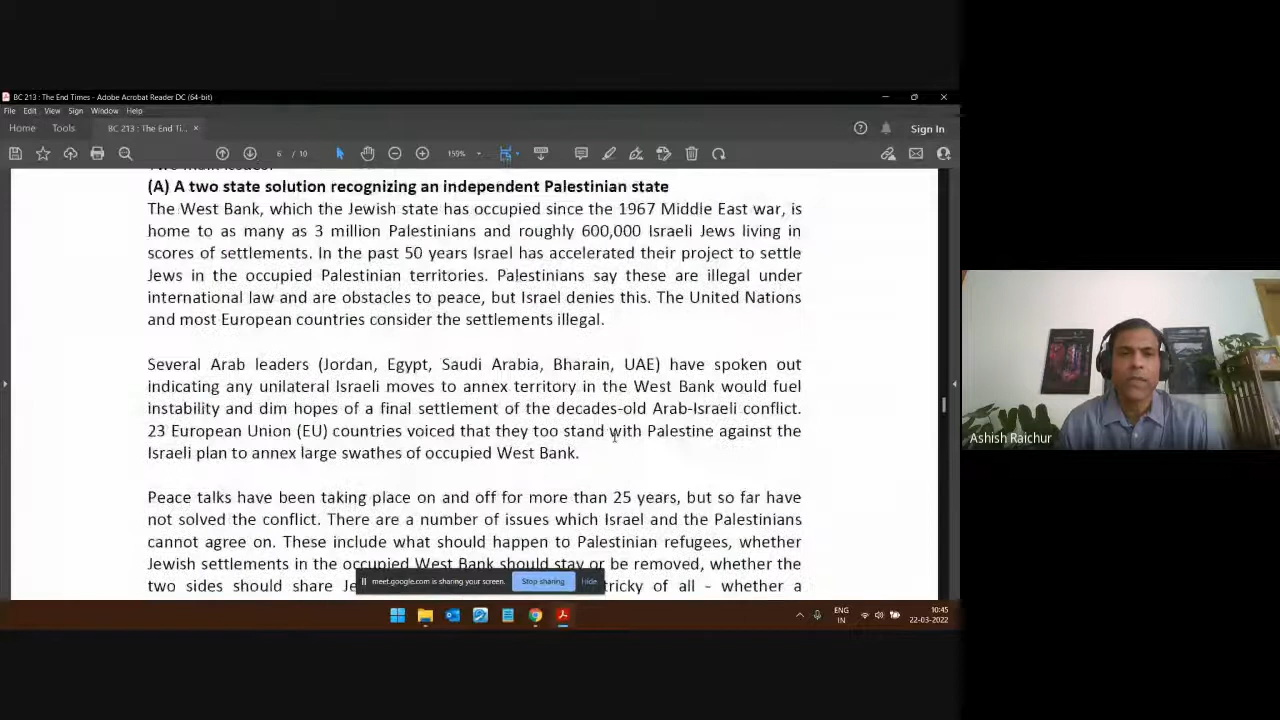 BC 213 : The End Times - Adobe Acrobat Reader DC (64-bit)
File Edit View Sign Window Help
Home Tools BC 213 : The End Ti... × Sign In
6 / 10 159%
(A) A two state solution recognizing an independent Palestinian state
The West Bank, which the Jewish state has occupied since the 1967 Middle East war, is
home to as many as 3 million Palestinians and roughly 600,000 Israeli Jews living in
scores of settlements. In the past 50 years Israel has accelerated their project to settle
Jews in the occupied Palestinian territories. Palestinians say these are illegal under
international law and are obstacles to peace, but Israel denies this. The United Nations
and most European countries consider the settlements illegal.
Several Arab leaders (Jordan, Egypt, Saudi Arabia, Bharain, UAE) have spoken out
indicating any unilateral Israeli moves to annex territory in the West Bank would fuel
instability and dim hopes of a final settlement of the decades-old Arab-Israeli conflict.
23 European Union (EU) countries voiced that they too stand with Palestine against the
Israeli plan to annex large swathes of occupied West Bank.
Peace talks have been taking place on and off for more than 25 years, but so far have
not solved the conflict. There are a number of issues which Israel and the Palestinians
cannot agree on. These include what should happen to Palestinian refugees, whether
Jewish settlements in the occupied West Bank should stay or be removed, whether the
two sides should share Je tricky of all - whether a
meet.google.com is sharing your screen. Stop sharing Hide
ENG
IN
10:45
22-03-2022
Ashish Raichur